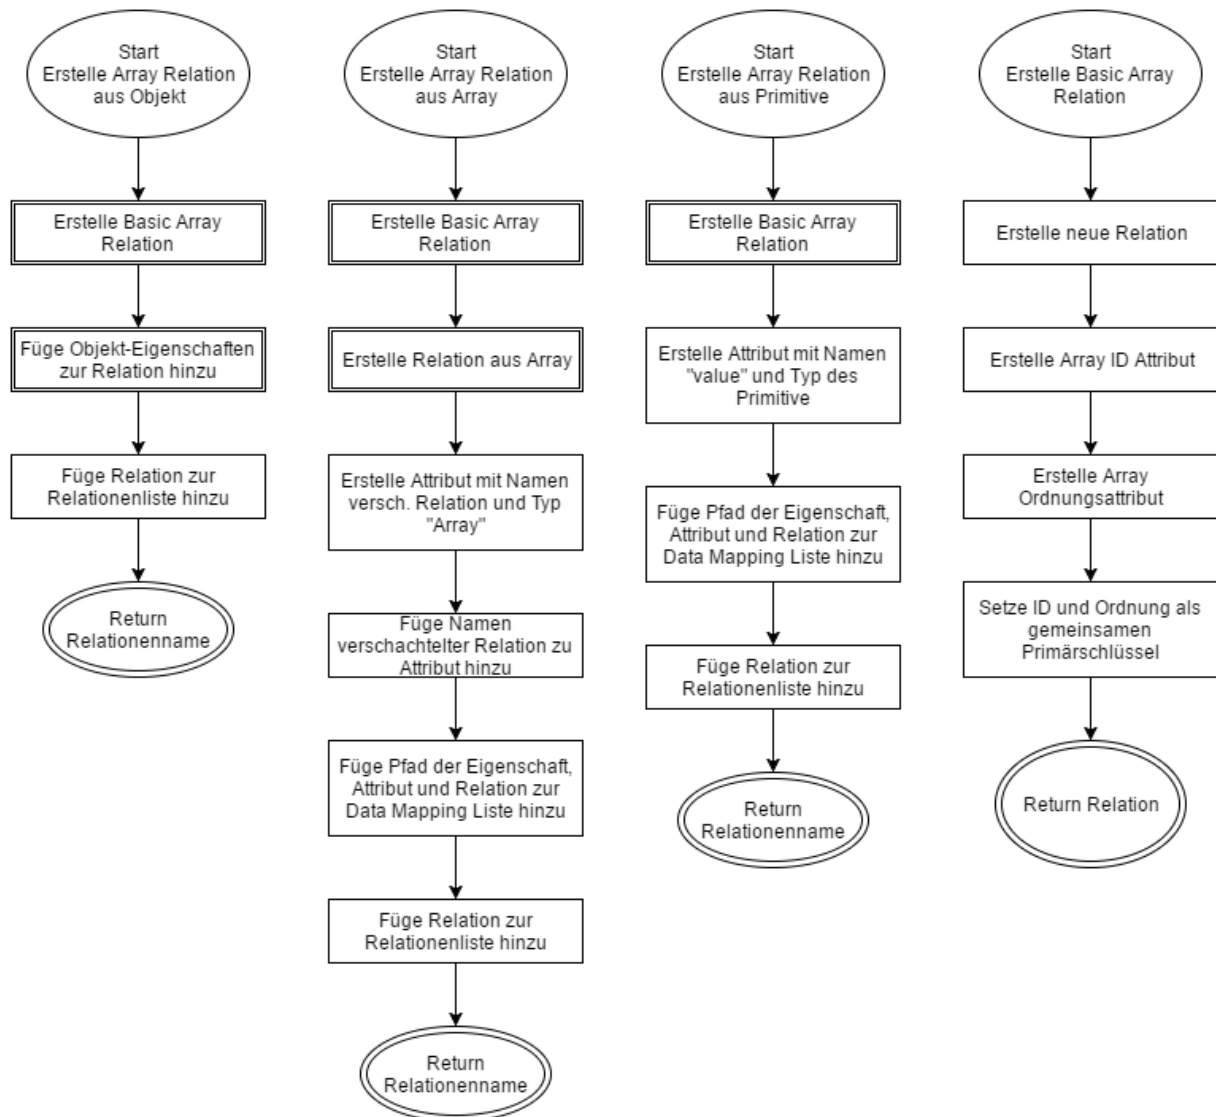 Start
Erstelle Array Relation
aus Objekt
Erstelle Basic Array
Relation
Füge Objekt-Eigenschaften
zur Relation hinzu
Füge Relation zur
Relationenliste hinzu
Return
Relationenname
Start
Erstelle Array Relation
aus Array
Erstelle Basic Array
Relation
Erstelle Relation aus Array
Erstelle Attribut mit Namen
versch. Relation und Typ
"Array"
Füge Namen
verschachtelter Relation zu
Attribut hinzu
Füge Pfad der Eigenschaft,
Attribut und Relation zur
Data Mapping Liste hinzu
Füge Relation zur
Relationenliste hinzu
Return
Relationenname
Start
Erstelle Array Relation
aus Primitive
Erstelle Basic Array
Relation
Erstelle Attribut mit Namen
"value" und Typ des
Primitive
Füge Pfad der Eigenschaft,
Attribut und Relation zur
Data Mapping Liste hinzu
Füge Relation zur
Relationenliste hinzu
Return
Relationenname
Start
Erstelle Basic Array
Relation
Erstelle neue Relation
Erstelle Array ID Attribut
Erstelle Array
Ordnungsattribut
Setze ID und Ordnung als
gemeinsamen
Primärschlüssel
Return Relation